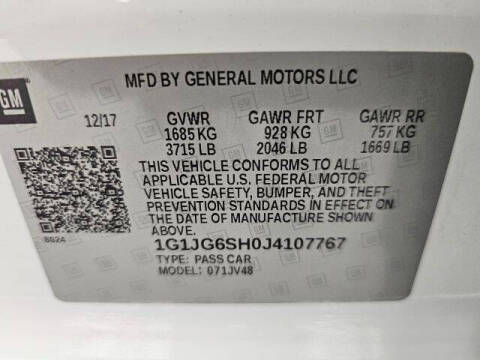 GM
MFD BY GENERAL MOTORS LLC
12/17 GVWR GAWR FRT GAWR RR
1685 KG 928 KG 757 KG
3715 LB 2046 LB 1669 LB
THIS VEHICLE CONFORMS TO ALL
APPLICABLE U.S. FEDERAL MOTOR
VEHICLE SAFETY, BUMPER, AND THEFT
PREVENTION STANDARDS IN EFFECT ON
THE DATE OF MANUFACTURE SHOWN
ABOVE.
8024
1G1JG6SH0J4107767
TYPE: PASS CAR
MODEL: 071JV48